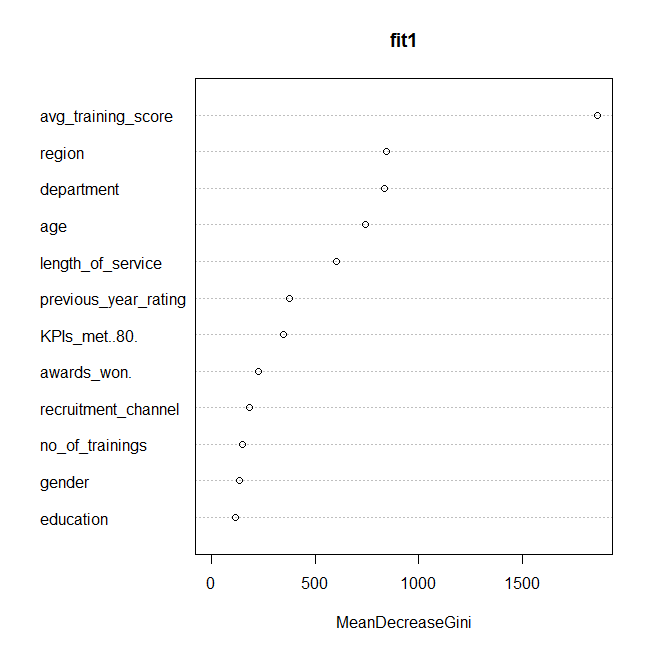 fit1
avg_training_score
region
department
age
length_of_service
previous_year_rating
KPIs_met..80.
awards_won.
recruitment_channel
no_of_trainings
gender
education
0 500 1000 1500
MeanDecreaseGini